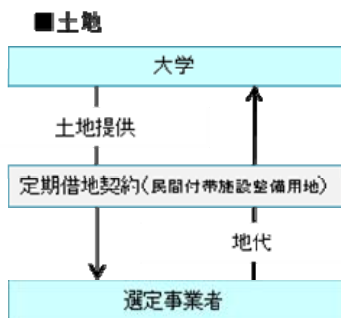 ■土地
大学
土地提供
定期借地契約(民間付帯施設整備用地)
地代
選定事業者